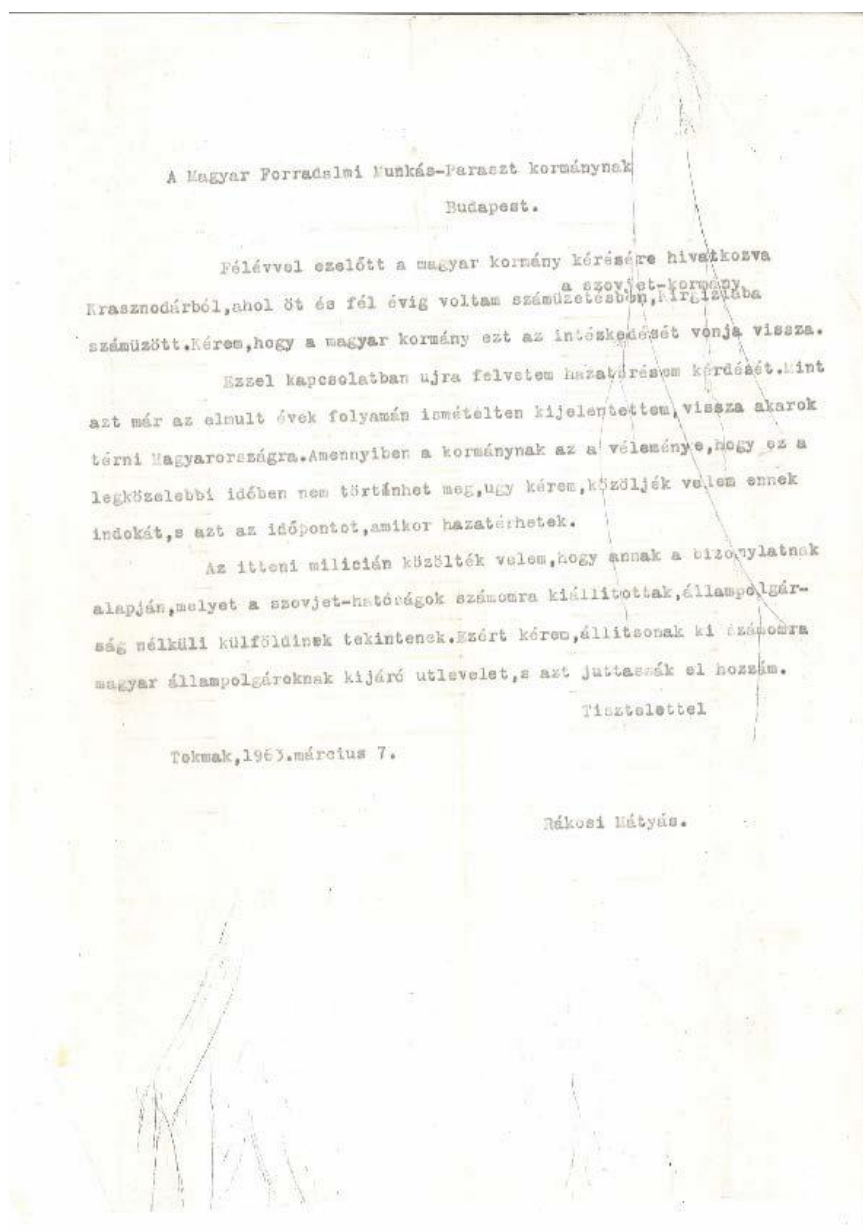 A Magyar Forradalmi Munkás-Paraszt kormánynak
Budapest.
Félévvel ezelőtt a magyar kormány kérésére hivatkozva
a szovjet-kormány
Krasznodárból,ahol öt és fél évig voltam száműzetésben,Kirgiziába
száműzött.Kérem,hogy a magyar kormány ezt az intézkedését vonja vissza.
Ezzel kapcsolatban ujra felvetem hazatérésem kérdését.Mint
azt már az elmult évek folyamán ismételten kijelentettem,vissza akarok
térni Magyarországra.Amennyiben a kormánynak az a véleménye,hogy ez a
legközelebbi időben nem történhet meg,ugy kérem,közöljék velem ennek
indokát,s azt az időpontot,amikor hazatérhetek.
Az itteni milicián közölték velem,hogy annak a bizonylatnak
alapján,melyet a szovjet-hatóságok számomra kiállitottak,állampolgár-
ság nélküli külföldinek tekintenek.Ezért kérem,állitsonak ki számomra
magyar állampolgároknak kijáró utlevelet,s azt juttassák el hozzám.
Tisztelettel
Tokmak,1963.március 7.
Rákosi Mátyás.